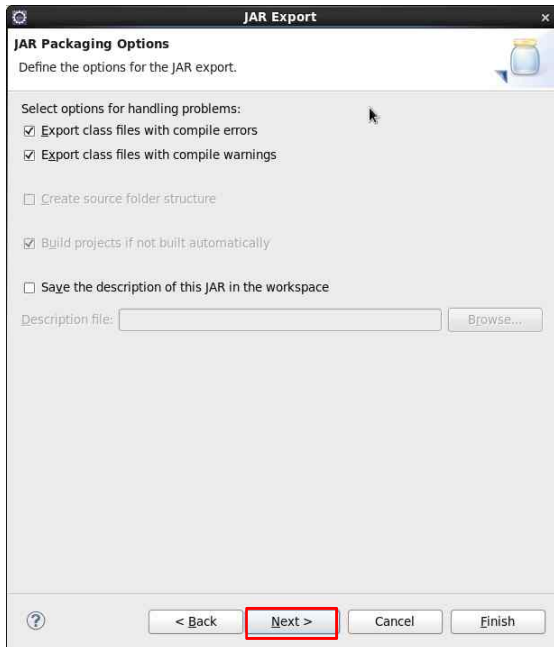 JAR Export
JAR Packaging Options
Define the options for the JAR export.
Select options for handling problems:
Export class files with compile errors
Export class files with compile warnings
Create source folder structure
Build projects if not built automatically
Save the description of this JAR in the workspace
Description file: Browse...
? < Back Next > Cancel Finish